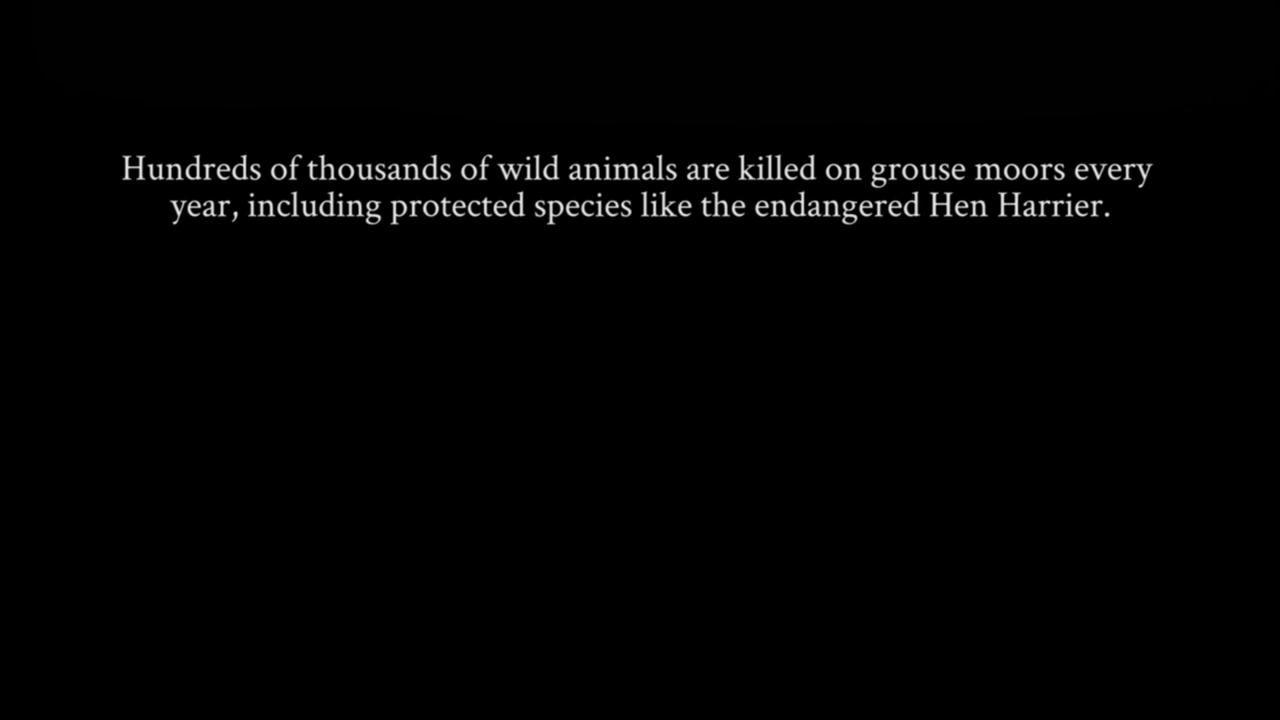 Hundreds of thousands of wild animals are killed on grouse moors every
year, including protected species like the endangered Hen Harrier.